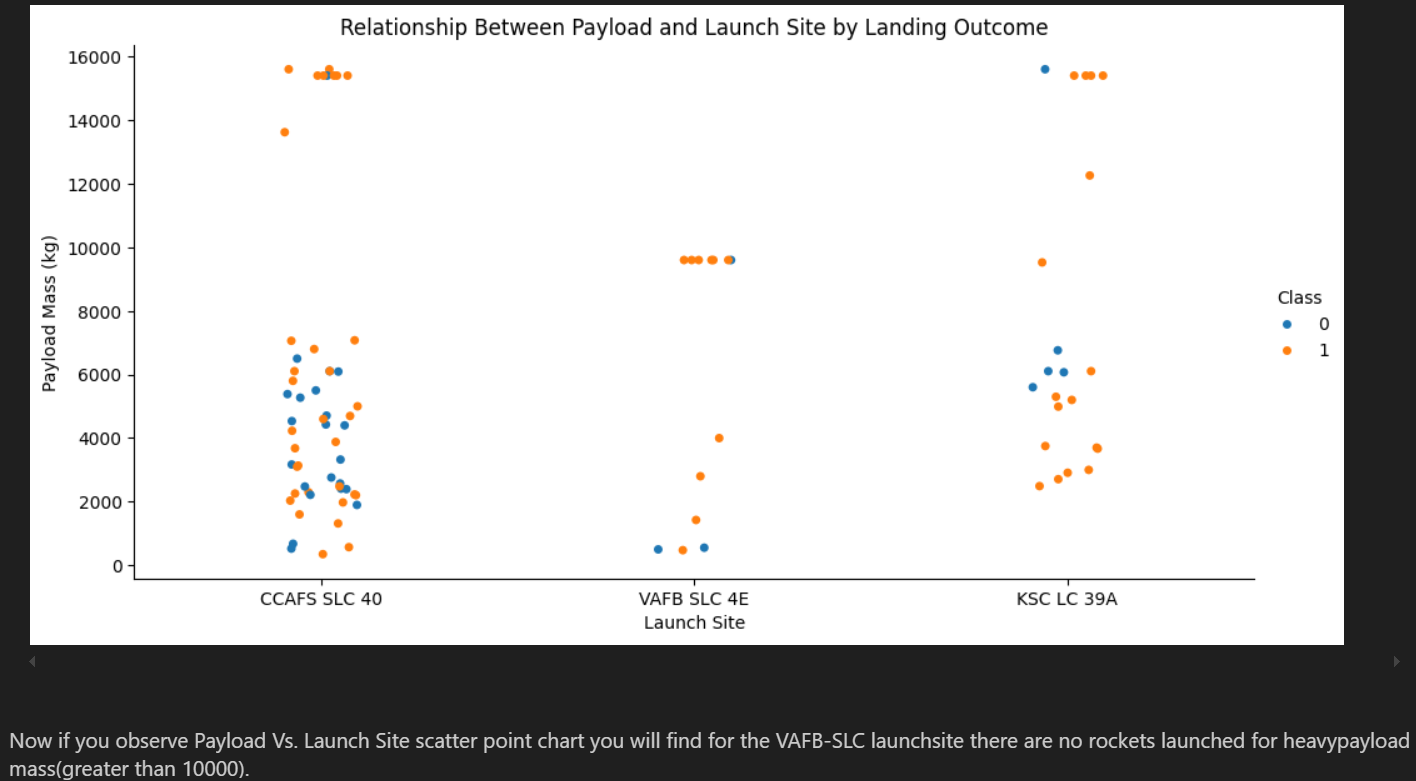 Relationship Between Payload and Launch Site by Landing Outcome
16000
14000
12000
10000
8000
6000
4000
2000
0
Payload Mass (kg)
CCAFS SLC 40
VAFB SLC 4E
KSC LC 39A
Launch Site
Class
0
1
Now if you observe Payload Vs. Launch Site scatter point chart you will find for the VAFB-SLC launchsite there are no rockets launched for heavypayload
mass(greater than 10000).